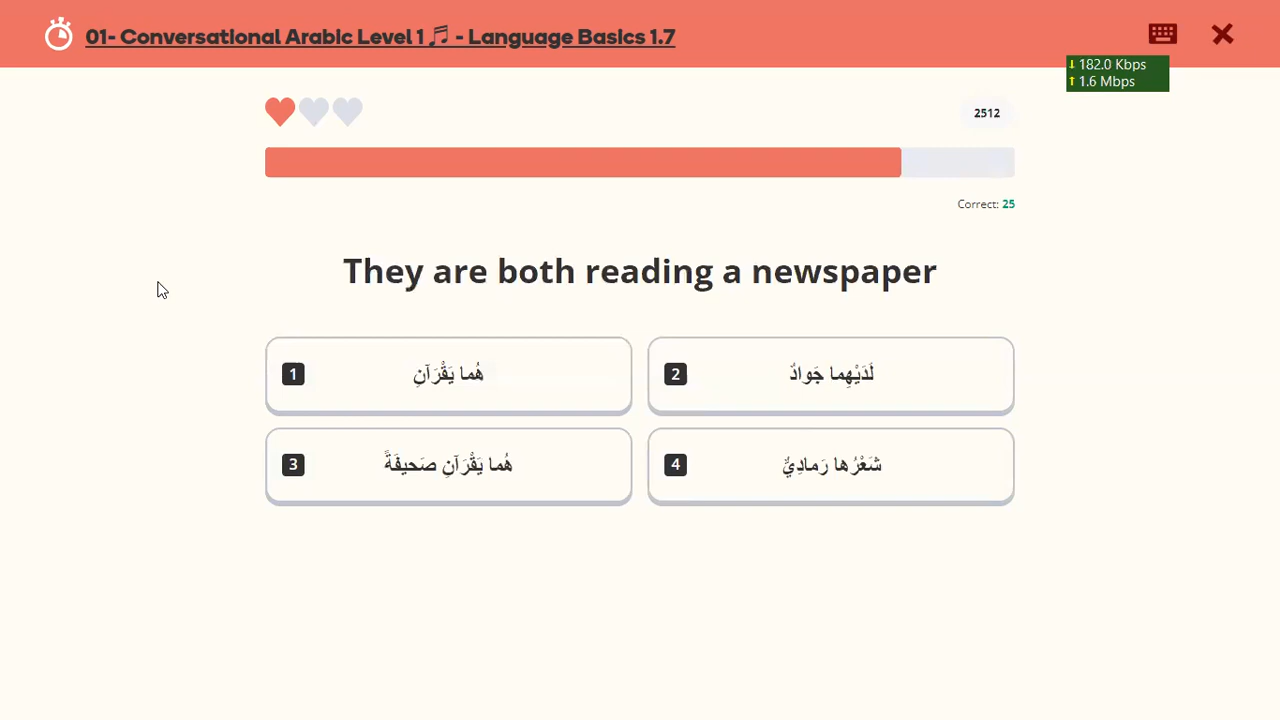 01- Conversational Arabic Level 1🎵 - Language Basics 1.7
↓ 182.0 Kbps
↑ 1.6 Mbps
2512
Correct: 25
They are both reading a newspaper
1 هُما يَقْرَآنِ
2 لَدَيْهِما جَوادٌ
3 هُما يَقْرَآنِ صَحيفَةً
4 شَعْرُها رَمادِيٌّ